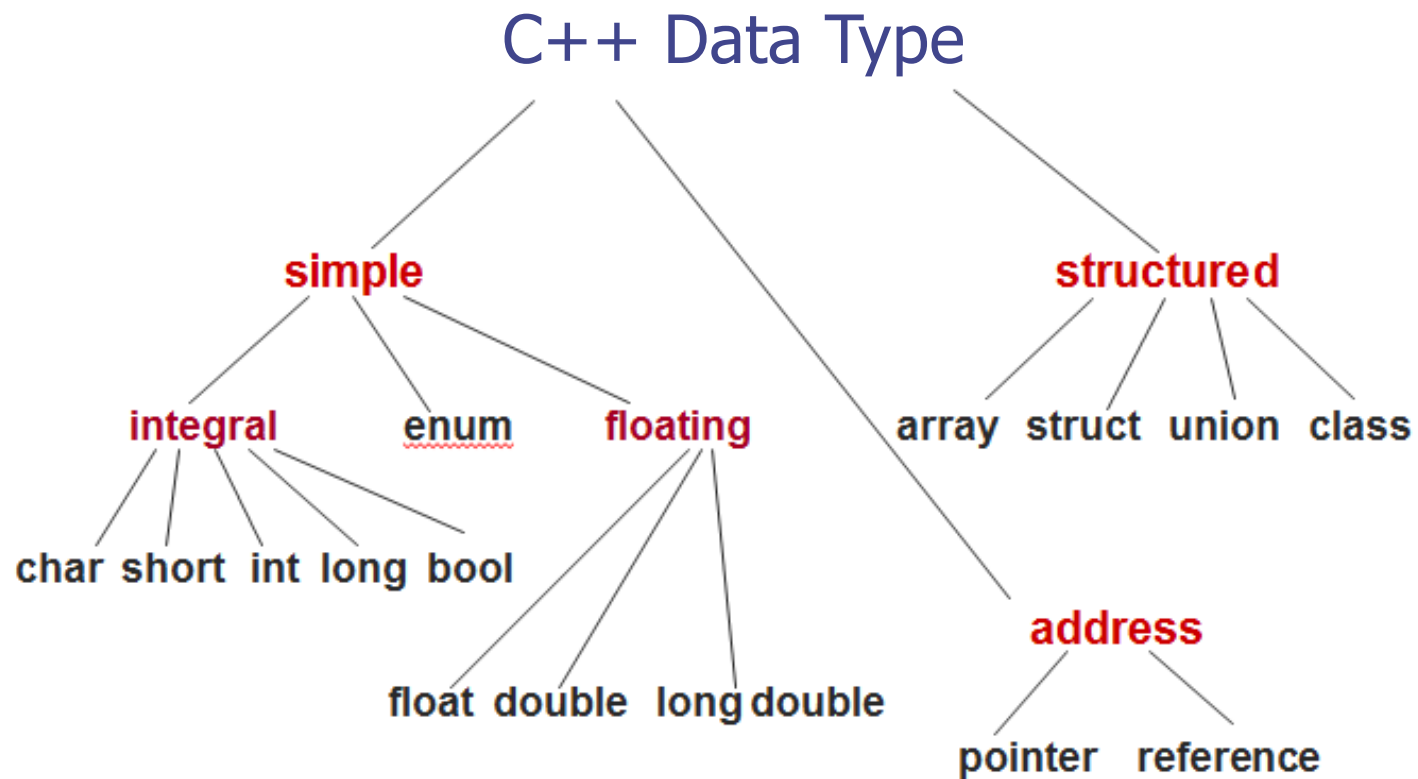 C++ Data Type
simple
structured
integral
enum
floating
array struct union class
char short int long bool
address
float double long double
pointer reference